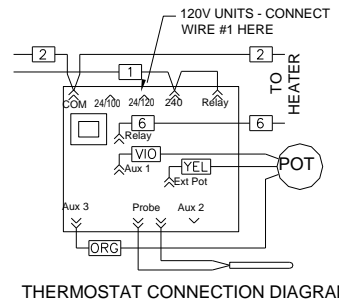 120V UNITS - CONNECT
WIRE #1 HERE
2
2
1
TO
HEATER
COM
24/100
24/120
240
Relay
6
6
Relay
VIO
Aux 1
YEL
Ext Pot
POT
Aux 3
Probe
Aux 2
ORG
THERMOSTAT CONNECTION DIAGRA